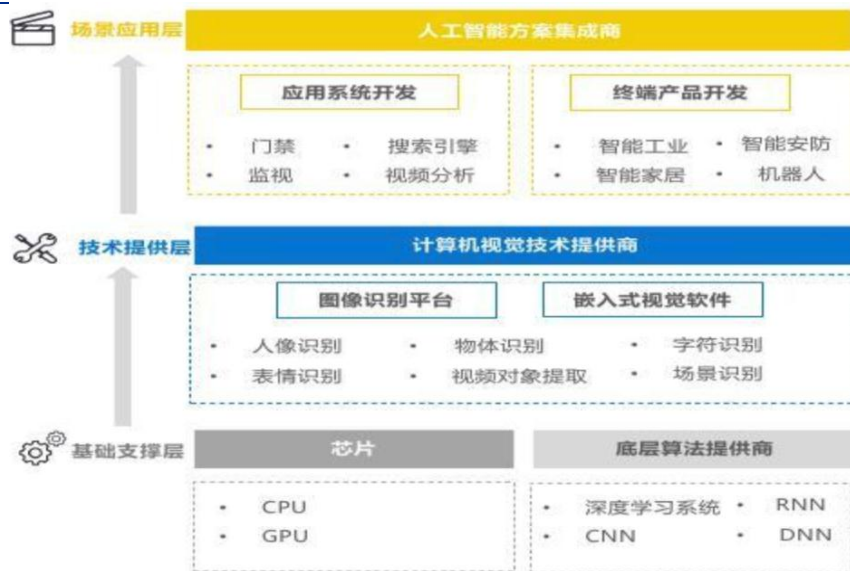 场景应用层 人工智能方案集成商
应用系统开发 终端产品开发
• 门禁 • 搜索引擎 • 智能工业 • 智能安防
• 监视 • 视频分析 • 智能家居 • 机器人
技术提供层 计算机视觉技术提供商
图像识别平台 嵌入式视觉软件
• 人像识别 • 物体识别 • 字符识别
• 表情识别 • 视频对象提取 • 场景识别
基础支撑层 芯片 底层算法提供商
• CPU • 深度学习系统 • RNN
• GPU • CNN • DNN